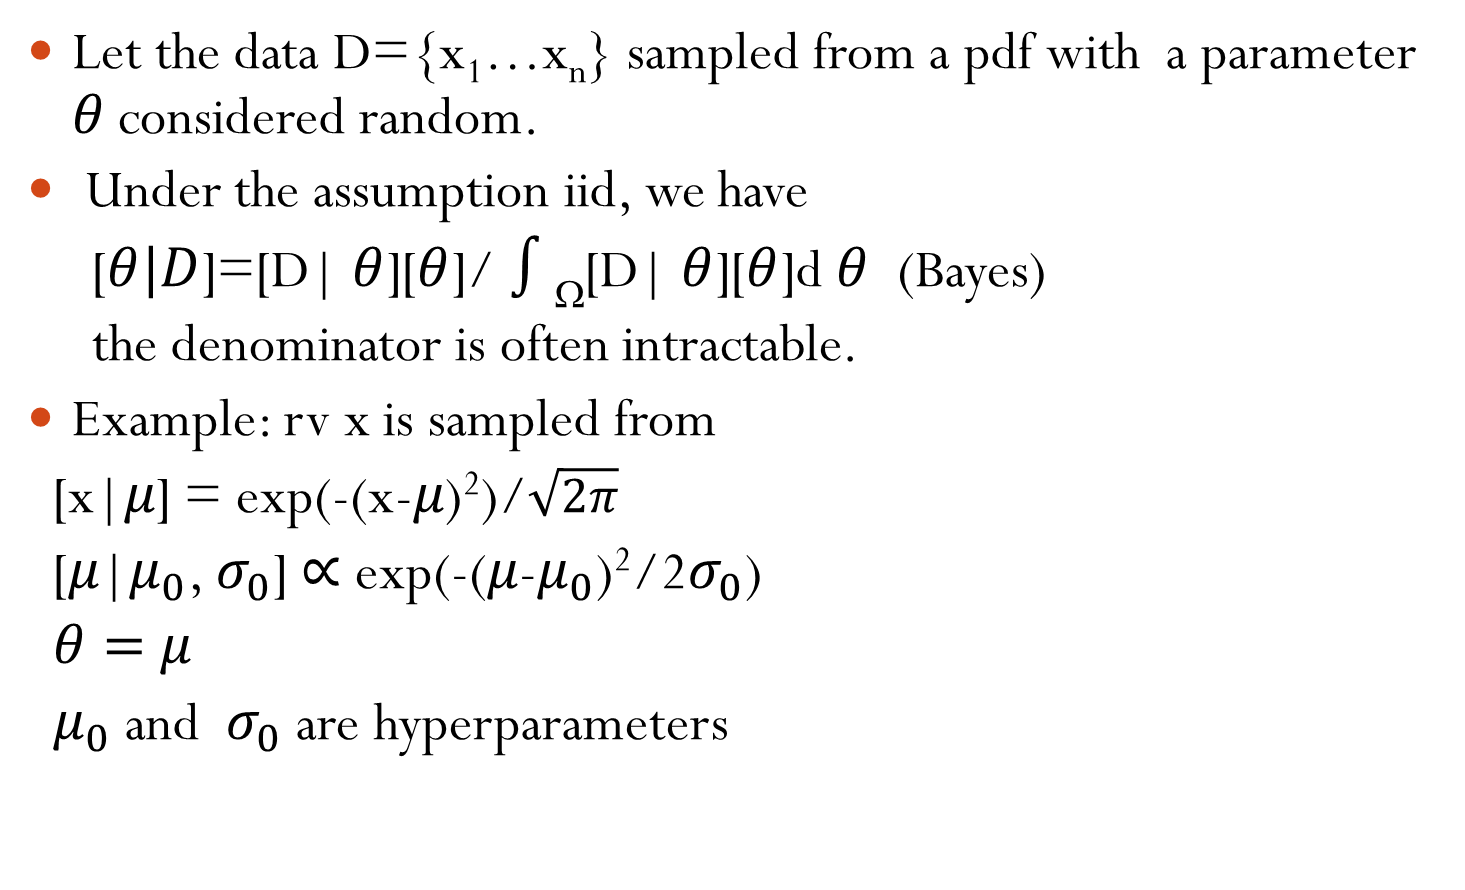 • Let the data D={x₁…xₙ} sampled from a pdf with a parameter
θ considered random.
• Under the assumption iid, we have
[θ|D]=[D| θ][θ]/ ∫ Ω[D| θ][θ]d θ (Bayes)
the denominator is often intractable.
• Example: rv x is sampled from
[x|μ] = exp(-(x-μ)²)/√2π
[μ|μ₀, σ₀] ∝ exp(-(μ-μ₀)²/2σ₀)
θ = μ
μ₀ and σ₀ are hyperparameters